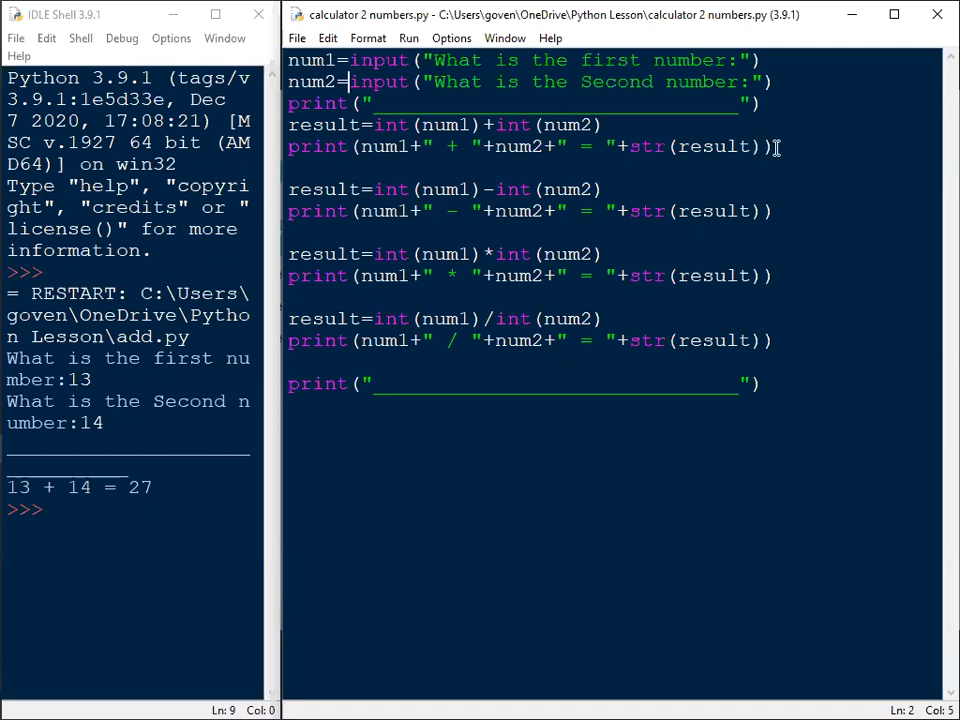 IDLE Shell 3.9.1
File Edit Shell Debug Options Window
Help
Python 3.9.1 (tags/v
3.9.1:1e5d33e, Dec
7 2020, 17:08:21) [M
SC v.1927 64 bit (AM
D64)] on win32
Type "help", "copyri
ght", "credits" or "
license()" for more
information.
>>>
= RESTART: C:\Users\
goven\OneDrive\Pytho
n Lesson\add.py
What is the first nu
mber:13
What is the Second n
umber:14
____________________
__________
13 + 14 = 27
>>>
Ln: 9 Col: 0
calculator 2 numbers.py - C:\Users\goven\OneDrive\Python Lesson\calculator 2 numbers.py (3.9.1)
File Edit Format Run Options Window Help
num1=input("What is the first number:")
num2=input("What is the Second number:")
print("______________________________")
result=int(num1)+int(num2)
print(num1+" + "+num2+" = "+str(result))
result=int(num1)-int(num2)
print(num1+" - "+num2+" = "+str(result))
result=int(num1)*int(num2)
print(num1+" * "+num2+" = "+str(result))
result=int(num1)/int(num2)
print(num1+" / "+num2+" = "+str(result))
print("______________________________")
Ln: 2 Col: 5